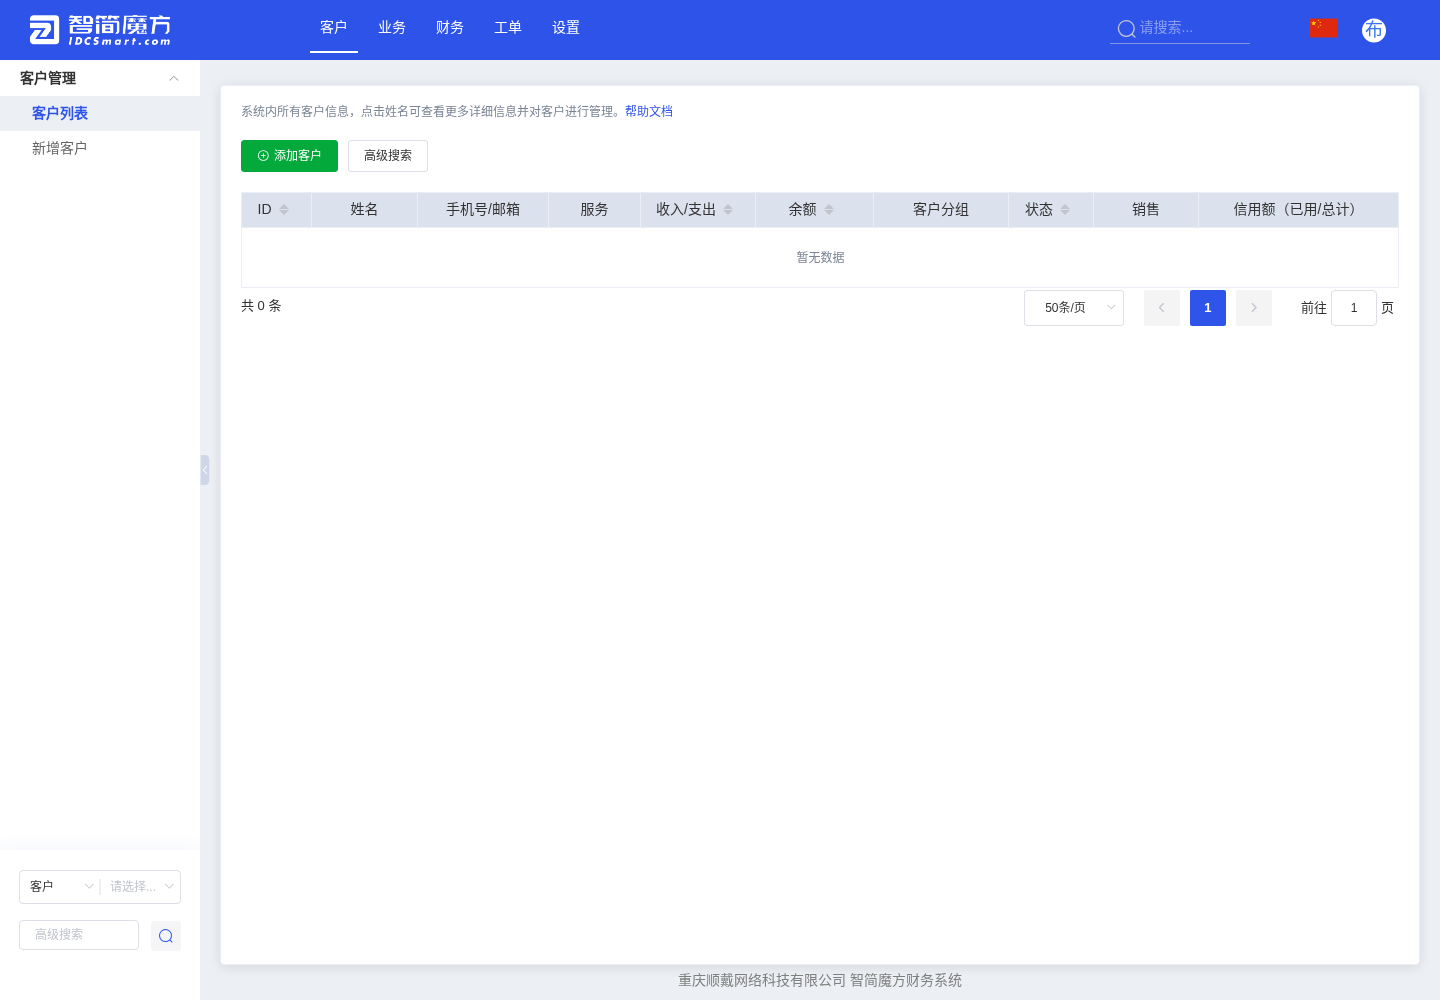 智简魔方
IDCSmart.com
客户 业务 财务 工单 设置
请搜索...
布
客户管理
客户列表
新增客户
系统内所有客户信息，点击姓名可查看更多详细信息并对客户进行管理。帮助文档
添加客户 高级搜索
ID 姓名 手机号/邮箱 服务 收入/支出 余额 客户分组 状态 销售 信用额（已用/总计）
暂无数据
共 0 条 50条/页 1 前往 1 页
客户 请选择...
高级搜索
重庆顺戴网络科技有限公司 智简魔方财务系统